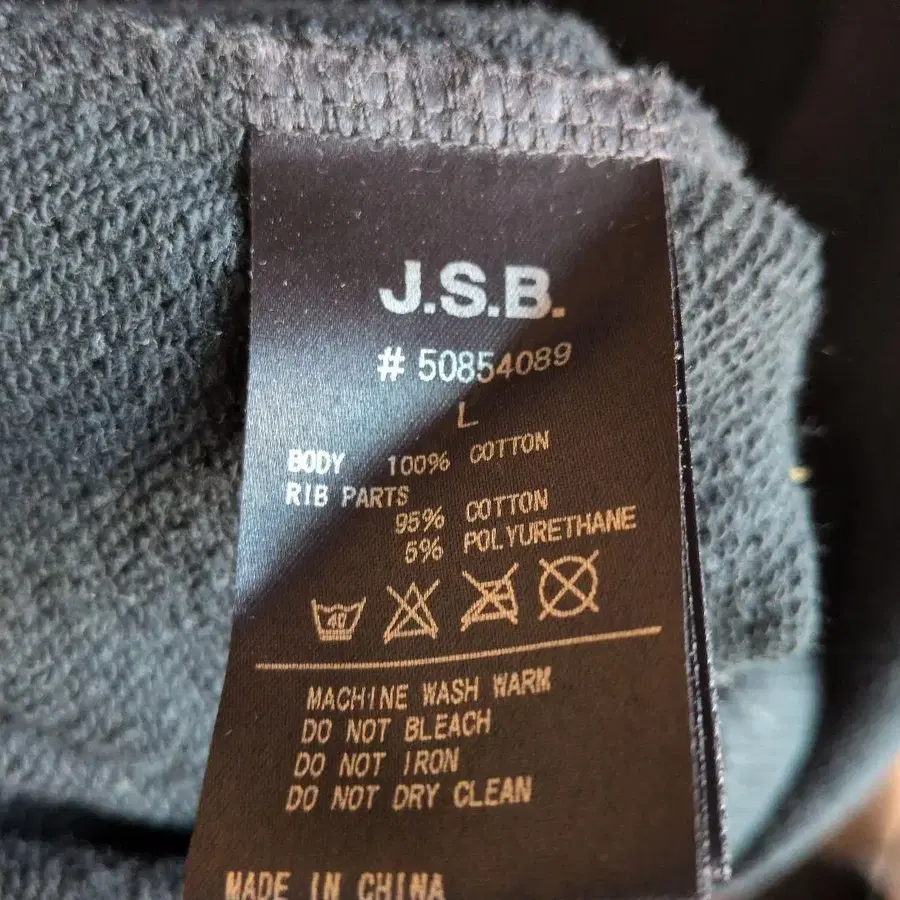 J.S.B.
# 50854089
L
BODY 100% COTTON
RIB PARTS
95% COTTON
5% POLYURETHANE
40
MACHINE WASH WARM
DO NOT BLEACH
DO NOT IRON
DO NOT DRY CLEAN
MADE IN CHINA